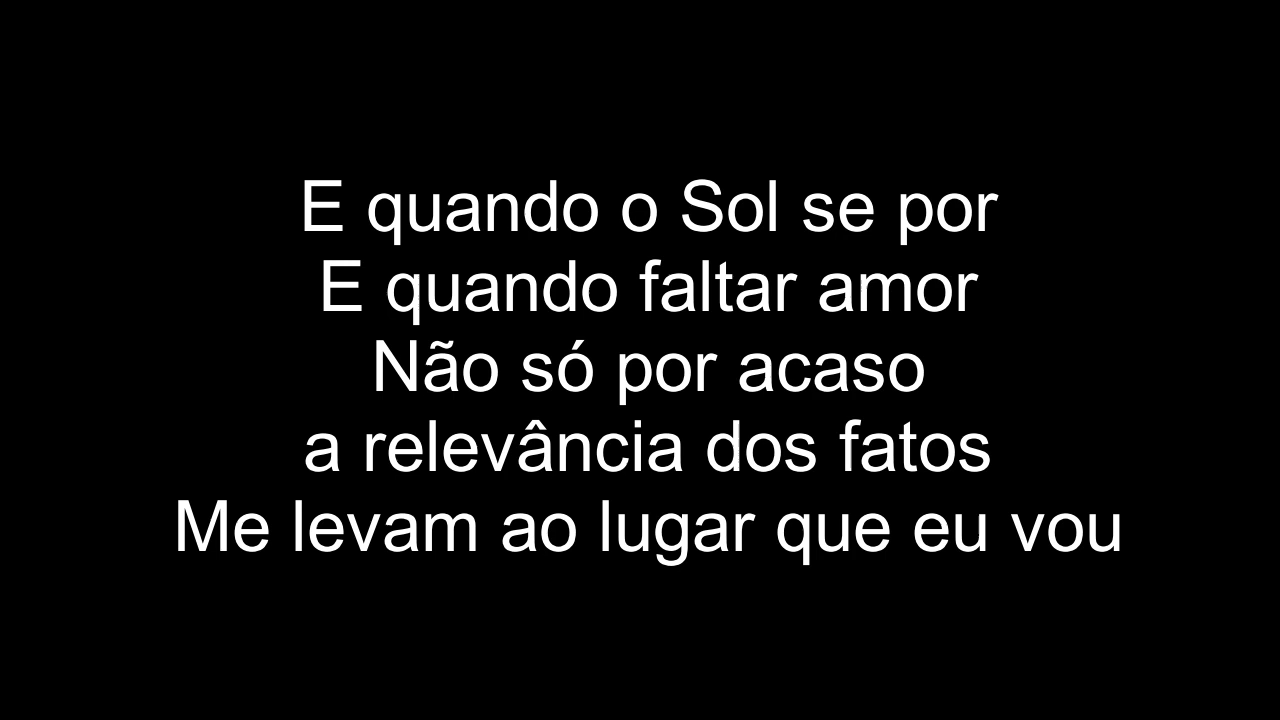 E quando o Sol se por
E quando faltar amor
Não só por acaso
a relevância dos fatos
Me levam ao lugar que eu vou